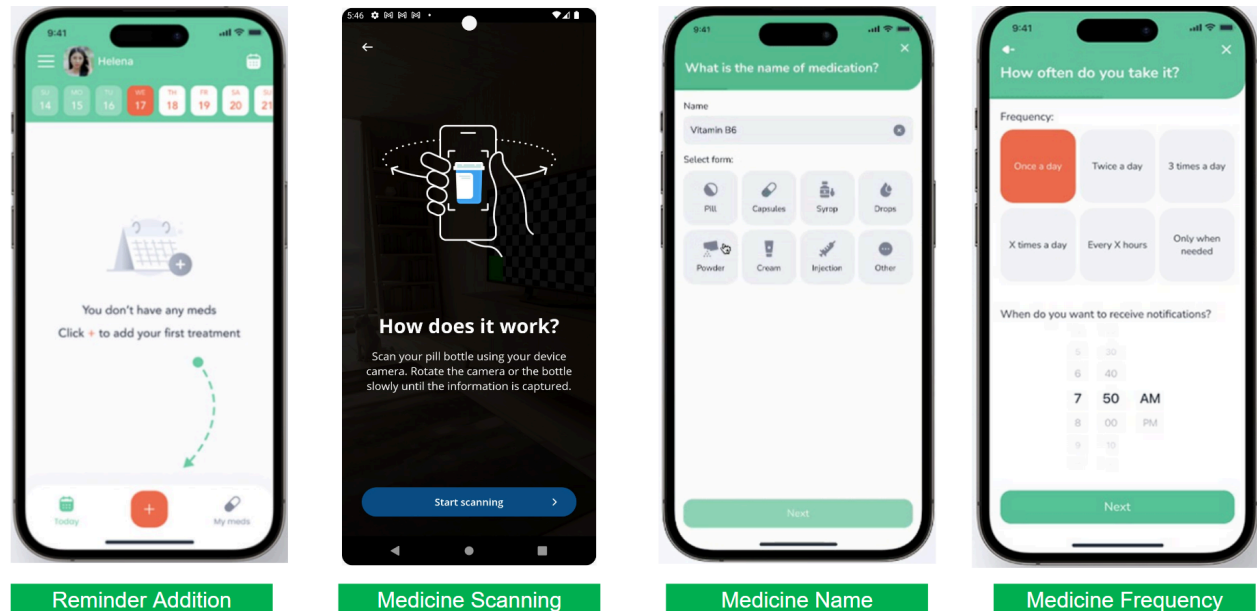 9:41
Helena
SU MO TU WE TH FR SA SU
14 15 16 17 18 19 20 21
You don't have any meds
Click + to add your first treatment
Today
+
My meds
Reminder Addition
5:46
How does it work?
Scan your pill bottle using your device
camera. Rotate the camera or the bottle
slowly until the information is captured.
Start scanning
Medicine Scanning
9:41
What is the name of medication?
Name
Vitamin B6
Select form:
Pill Capsules Syrop Drops
Powder Cream Injection Other
Next
Medicine Name
9:41
How often do you take it?
Frequency:
Once a day Twice a day 3 times a day
X times a day Every X hours Only when
needed
When do you want to receive notifications?
6 40
7 50 AM
8 00 PM
9 10
Next
Medicine Frequency